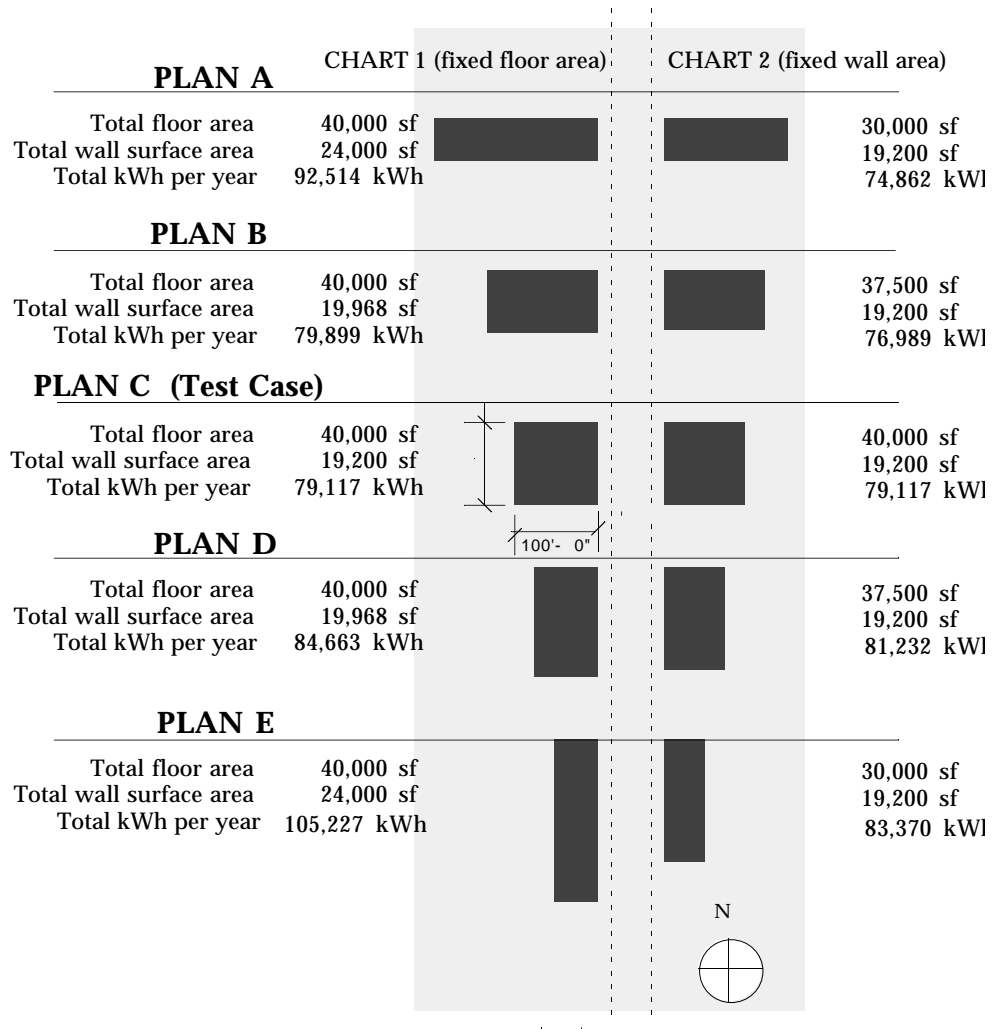 CHART 1 (fixed floor area) CHART 2 (fixed wall area)
PLAN A
Total floor area 40,000 sf 30,000 sf
Total wall surface area 24,000 sf 19,200 sf
Total kWh per year 92,514 kWh 74,862 kWh
PLAN B
Total floor area 40,000 sf 37,500 sf
Total wall surface area 19,968 sf 19,200 sf
Total kWh per year 79,899 kWh 76,989 kWh
PLAN C (Test Case)
Total floor area 40,000 sf 40,000 sf
Total wall surface area 19,200 sf 19,200 sf
Total kWh per year 79,117 kWh 79,117 kWh
100'- 0"
PLAN D
Total floor area 40,000 sf 37,500 sf
Total wall surface area 19,968 sf 19,200 sf
Total kWh per year 84,663 kWh 81,232 kWh
PLAN E
Total floor area 40,000 sf 30,000 sf
Total wall surface area 24,000 sf 19,200 sf
Total kWh per year 105,227 kWh 83,370 kWh
N